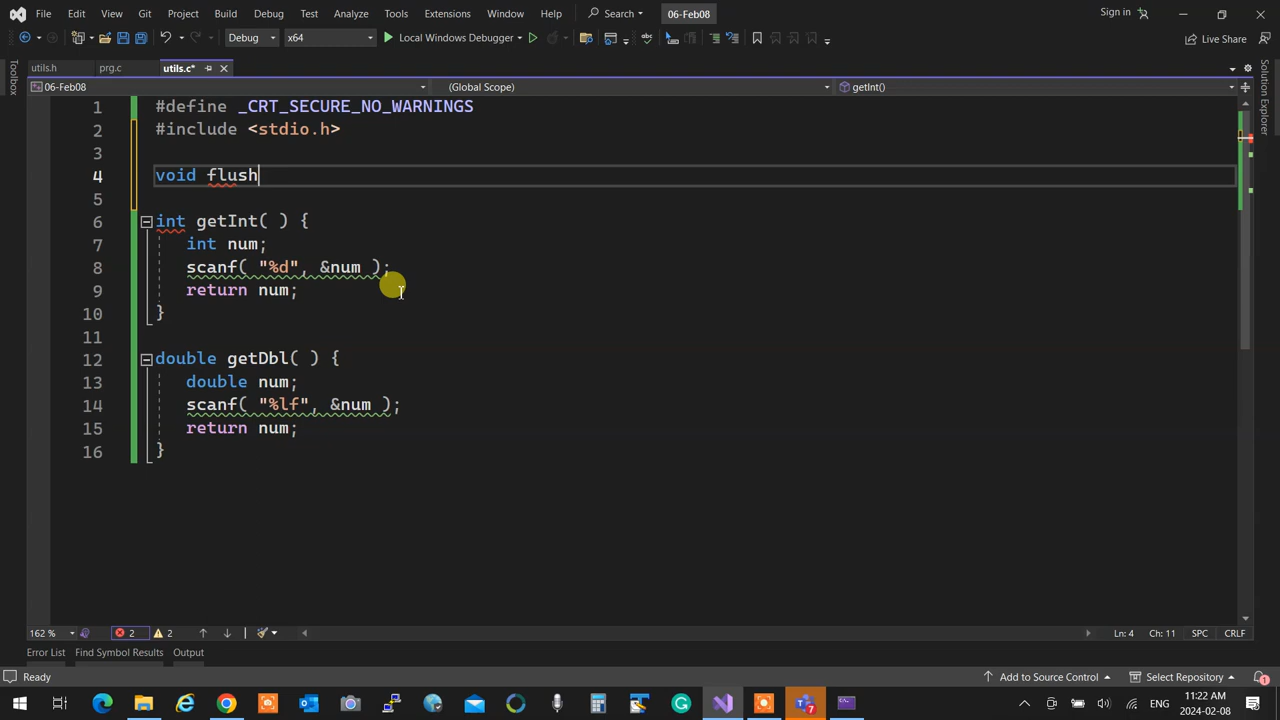 File Edit View Git Project Build Debug Test Analyze Tools Extensions Window Help Search 06-Feb08 Sign in
Debug x64 Local Windows Debugger Live Share
utils.h prg.c utils.c*
06-Feb08 (Global Scope) getInt()
Toolbox
Solution Explorer
1 #define _CRT_SECURE_NO_WARNINGS
2 #include <stdio.h>
3
4 void flush
5
6 int getInt( ) {
7 int num;
8 scanf( "%d", &num );
9 return num;
10 }
11
12 double getDbl( ) {
13 double num;
14 scanf( "%lf", &num );
15 return num;
16 }
162 % 2 2 Ln: 4 Ch: 11 SPC CRLF
Error List Find Symbol Results Output
Ready Add to Source Control Select Repository 1
7 ENG 11:22 AM
2024-02-08